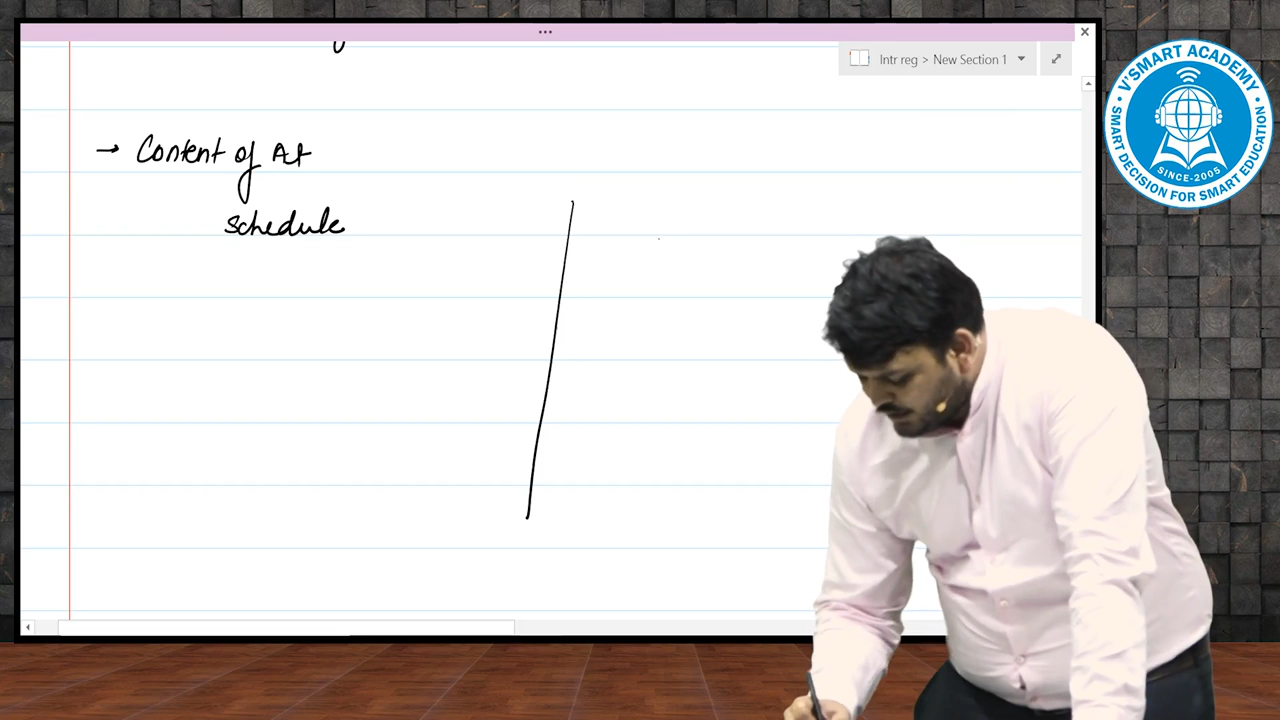 Intr reg > New Section 1
→ Content of Act
schedule
V'SMART ACADEMY
SINCE-2005
SMART DECISION FOR SMART EDUCATION